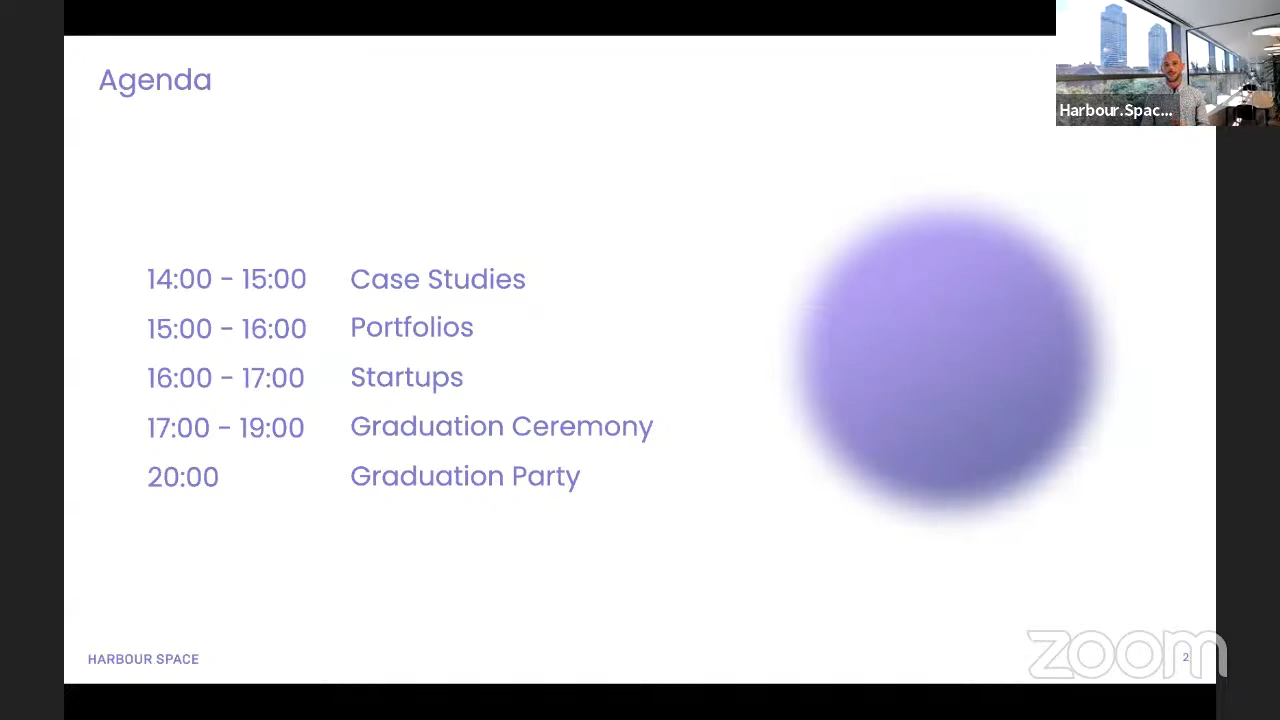 Agenda
Harbour.Spac...
14:00 - 15:00 Case Studies
15:00 - 16:00 Portfolios
16:00 - 17:00 Startups
17:00 - 19:00 Graduation Ceremony
20:00 Graduation Party
HARBOUR SPACE
zoom
2